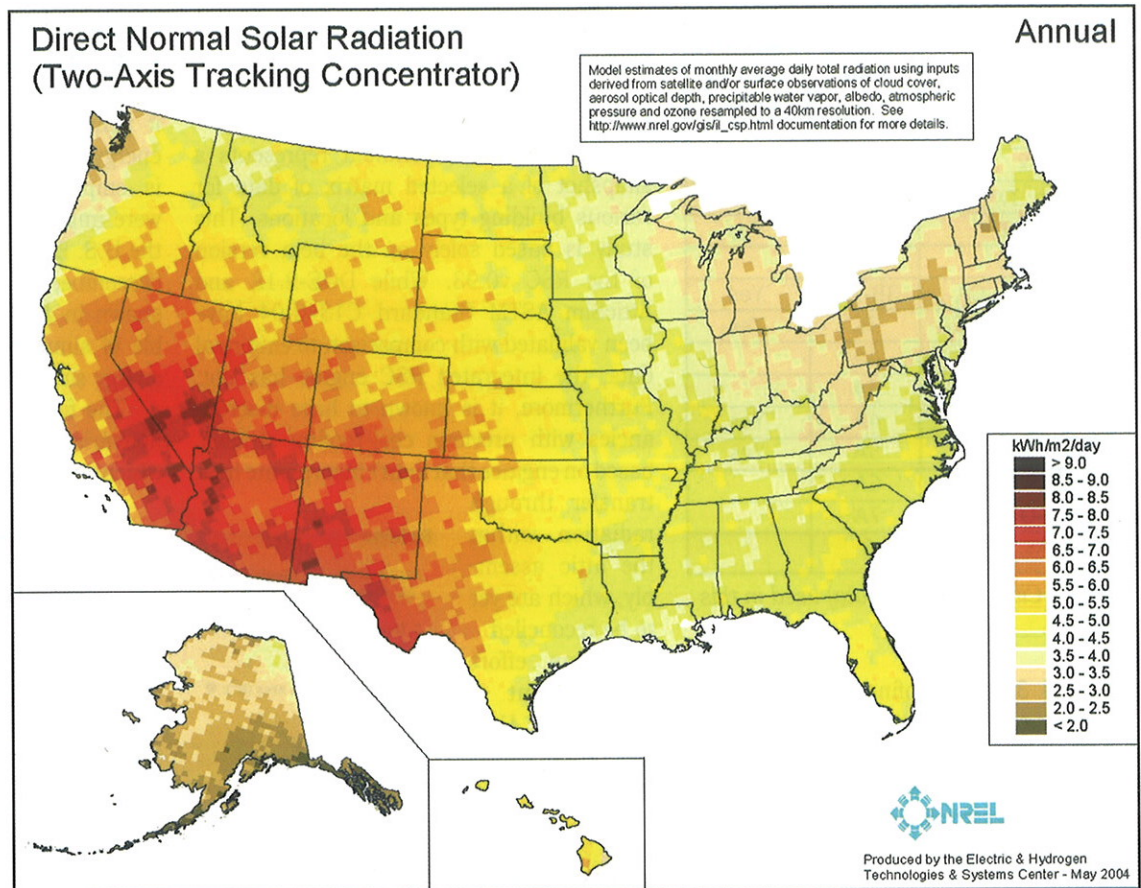 Direct Normal Solar Radiation
(Two-Axis Tracking Concentrator)
Annual
Model estimates of monthly average daily total radiation using inputs
derived from satellite and/or surface observations of cloud cover,
aerosol optical depth, precipitable water vapor, albedo, atmospheric
pressure and ozone resampled to a 40km resolution. See
http://www.nrel.gov/gis/il_csp.html documentation for more details.
kWh/m2/day
> 9.0
8.5 - 9.0
8.0 - 8.5
7.5 - 8.0
7.0 - 7.5
6.5 - 7.0
6.0 - 6.5
5.5 - 6.0
5.0 - 5.5
4.5 - 5.0
4.0 - 4.5
3.5 - 4.0
3.0 - 3.5
2.5 - 3.0
2.0 - 2.5
< 2.0
NREL
Produced by the Electric & Hydrogen
Technologies & Systems Center - May 2004